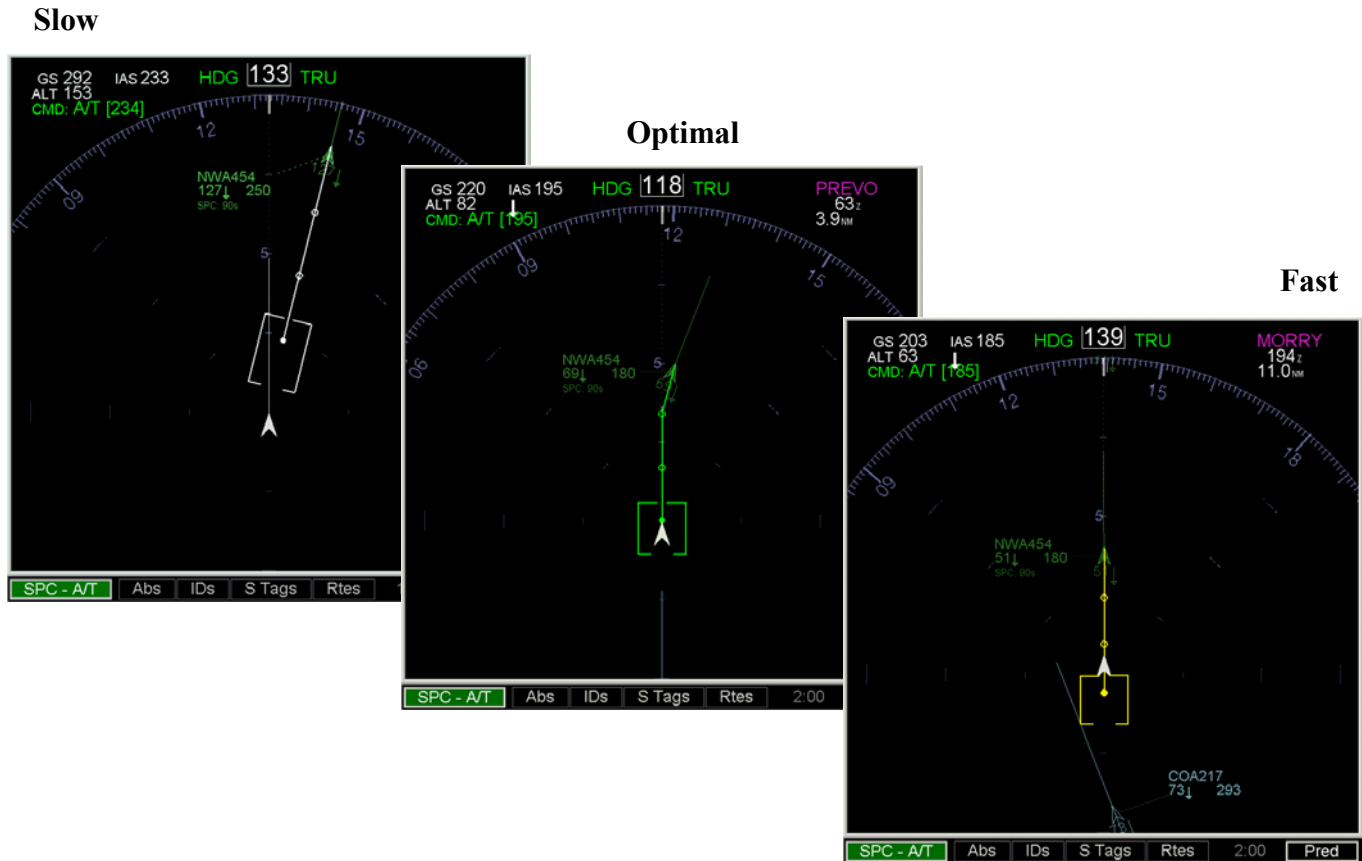 Slow
GS 292 IAS 233 HDG 133 TRU
ALT 153
CMD: A/T [234]
12
15
09
NWA454
127↓ 250
SPC: 90s
127↓
5
SPC - A/T Abs IDs S Tags Rtes
Optimal
GS 220 IAS 195 HDG 118 TRU PREVO
ALT 82 63z
CMD: A/T [195] 3.9NM
12
09
15
06
NWA454
69↓ 180
SPC: 90s
5
SPC - A/T Abs IDs S Tags Rtes 2:00
Fast
GS 203 IAS 185 HDG 139 TRU MORRY
ALT 63 194z
CMD: A/T [185] 11.0NM
12
15
18
09
5
NWA454
51↓ 180
SPC: 90s
COA217
73↓ 293
SPC - A/T Abs IDs S Tags Rtes 2:00 Pred